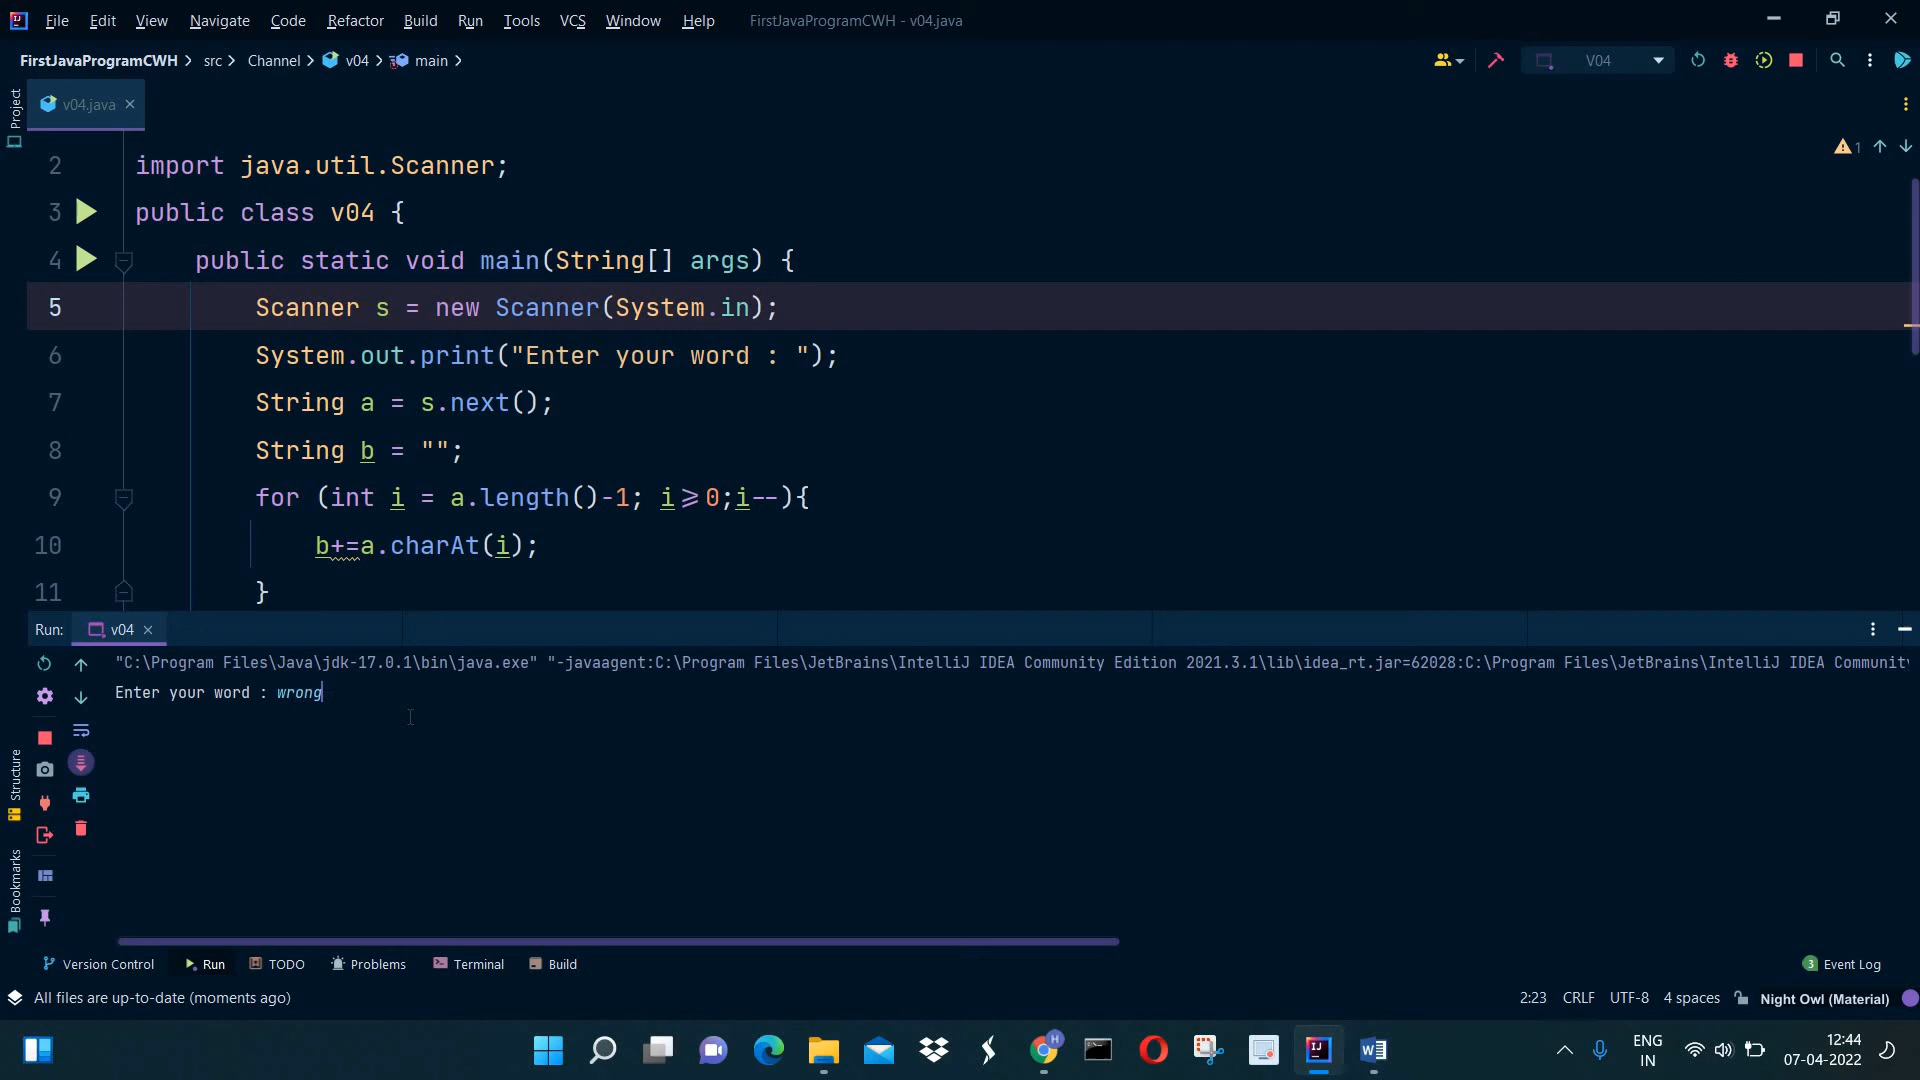 File Edit View Navigate Code Refactor Build Run Tools VCS Window Help FirstJavaProgramCWH - v04.java
FirstJavaProgramCWH src Channel v04 main V04
Project
v04.java
2 import java.util.Scanner; 1
3 public class v04 {
4 public static void main(String[] args) {
5 Scanner s = new Scanner(System.in);
6 System.out.print("Enter your word : ");
7 String a = s.next();
8 String b = "";
9 for (int i = a.length()-1; i>=0;i--){
10 b+=a.charAt(i);
11 }
Run: v04
"C:\Program Files\Java\jdk-17.0.1\bin\java.exe" "-javaagent:C:\Program Files\JetBrains\IntelliJ IDEA Community Edition 2021.3.1\lib\idea_rt.jar=62028:C:\Program Files\JetBrains\IntelliJ IDEA Community
Enter your word : wrong
Structure
Bookmarks
Version Control Run TODO Problems Terminal Build 3 Event Log
All files are up-to-date (moments ago) 2:23 CRLF UTF-8 4 spaces Night Owl (Material)
H IJ ENG 12:44
IN 07-04-2022